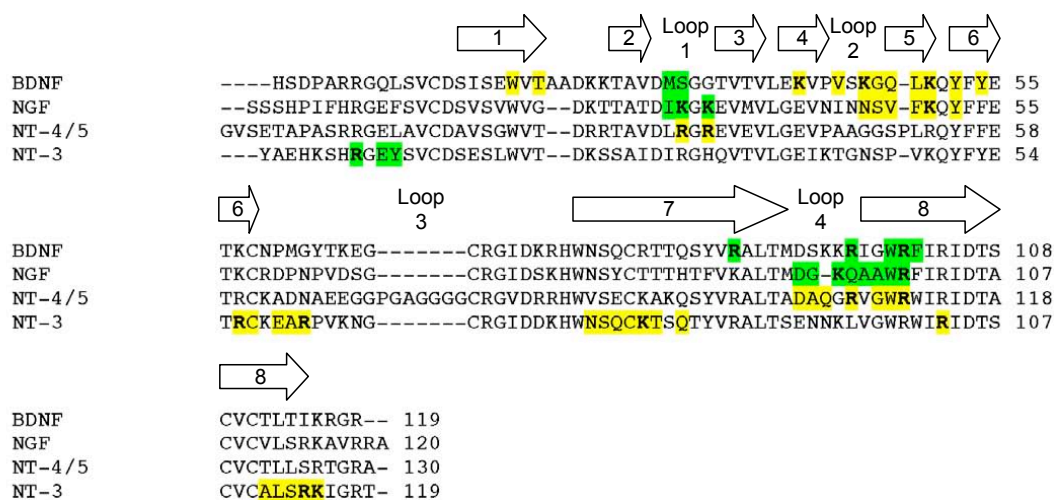 1 2 Loop 1 3 4 Loop 2 5 6
BDNF ----HSDPARRGQLSVCDSISEWVTAADKKTAVDMSGGTVTVLEKVPVSKGQ-LKQYFYE 55
NGF --SSSHPIFHRGEFSVCDSVSVWVG--DKTTATDIKGKEVMVLGEVNINNSV-FKQYFFE 55
NT-4/5 GVSETAPASRRGELAVCDAVSGWVT--DRRTAVDLRGREVEVLGEVPAAGGSPLRQYFFE 58
NT-3 ---YAEHKSHRGEYSVCDSESLWVT--DKSSAIDIRGHQVTVLGEIKTGNSP-VKQYFYE 54
6 Loop 3 7 Loop 4 8
BDNF TKCNPMGYTKEG-------CRGIDKRHWNSQCRTTQSYVRALTMDSKKRIGWRFIRIDTS 108
NGF TKCRDPNPVDSG-------CRGIDSKHWNSYCTTTHTFVKALTMDG-KQAAWRFIRIDTA 107
NT-4/5 TRCKADNAEEGGPGAGGGGCRGVDRRHWVSECKAKQSYVRALTADAQGRVGWRWIRIDTA 118
NT-3 TRCKEARPVKNG-------CRGIDDKHWNSQCKTSQTYVRALTSENNKLVGWRWIRIDTS 107
8
BDNF CVCTLTIKRGR-- 119
NGF CVCVLSRKAVRRA 120
NT-4/5 CVCTLLSRTGRA- 130
NT-3 CVCALSRKIGRT- 119